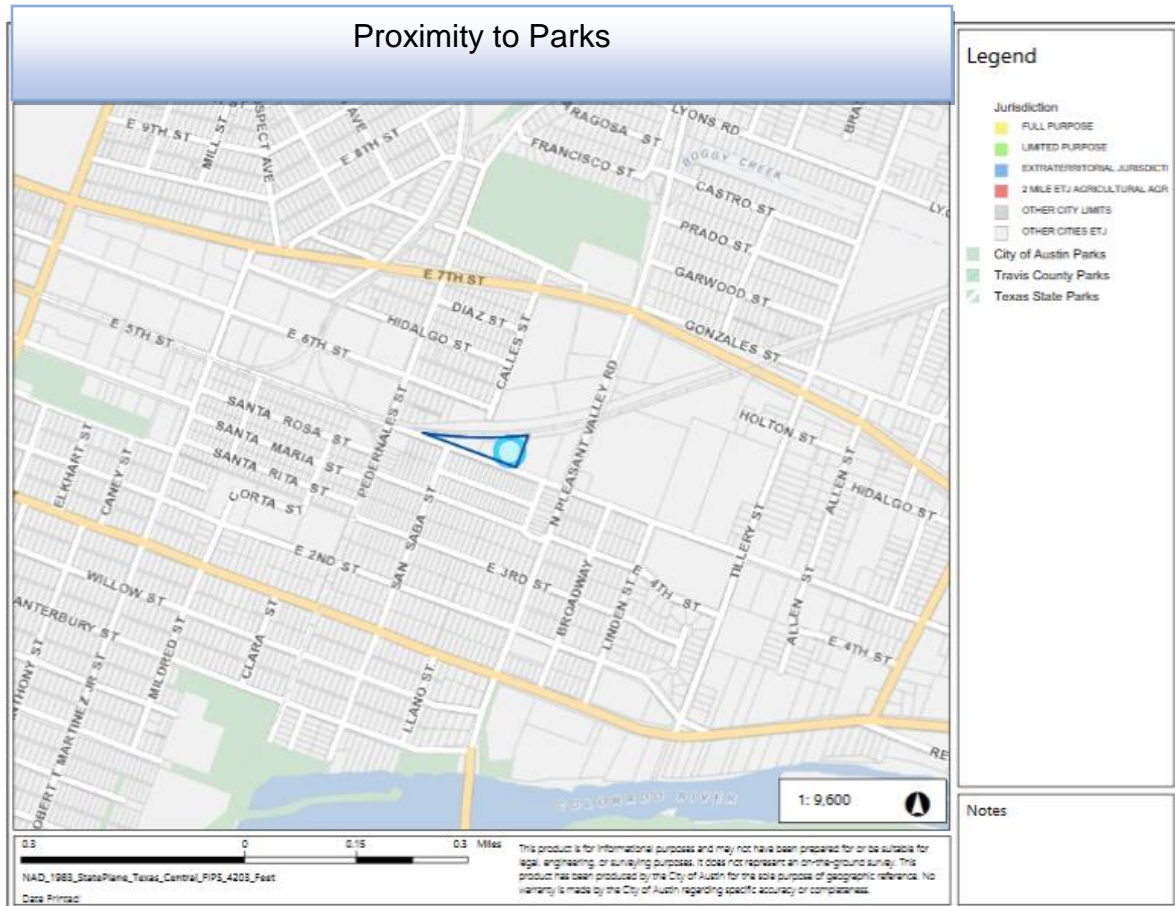 Proximity to Parks
Legend
Jurisdiction
FULL PURPOSE
LIMITED PURPOSE
EXTRATERRITORIAL JURISDICTI
2 MILE ETJ AGRICULTURAL AGR
OTHER CITY LIMITS
OTHER CITIES ETJ
City of Austin Parks
Travis County Parks
Texas State Parks
E 9TH ST
MILL ST
SPECT AVE
AVE
E 8TH ST
ARAGOSA ST
LYONS RD
FRANCISCO ST
BOGGY CREEK
CASTRO ST
LYO
PRADO ST
GARWOOD ST
E 7TH ST
DIAZ ST
HIDALGO ST
CALLES ST
GONZALES ST
E 5TH ST
E 6TH ST
N PLEASANT VALLEY RD
PEDERNALES ST
SANTA ROSA ST
SANTA MARIA ST
SANTA RITA ST
CORTA ST
HOLTON ST
HIDALGO ST
ALLEN ST
ELKHART ST
CANEY ST
SAN SABA ST
TILLERY ST
E 2ND ST
E 3RD ST
BROADWAY
LINDEN ST
E 4TH ST
ALLEN ST
E 4TH ST
WILLOW ST
ANTERBURY ST
NTHONY ST
OBERT T MARTINEZ JR ST
MILDRED ST
CLARA ST
LLANO ST
RE
COLORADO RIVER
1: 9,600
Notes
0.3 0 0.15 0.3 Miles
NAD_1983_StatePlane_Texas_Central_FIPS_4203_Feet
Date Printed:
This product is for informational purposes and may not have been prepared for or be suitable for
legal, engineering, or surveying purposes. It does not represent an on-the-ground survey. This
product has been produced by the City of Austin for the sole purpose of geographic reference. No
warranty is made by the City of Austin regarding specific accuracy or completeness.